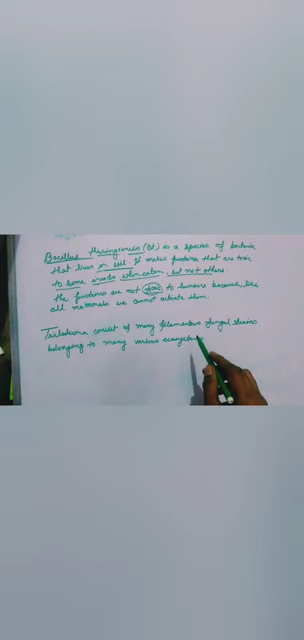 Bacillus thuringiensis (Bt) is a species of bacteria
that lives in soil. It makes proteins that are toxic
to some insects when eaten, but not others.
The proteins are not toxic to humans because, like
all mammals we cannot activate them.
Trichoderma consist of many filamentous fungal strains
belonging to many various ecosystem